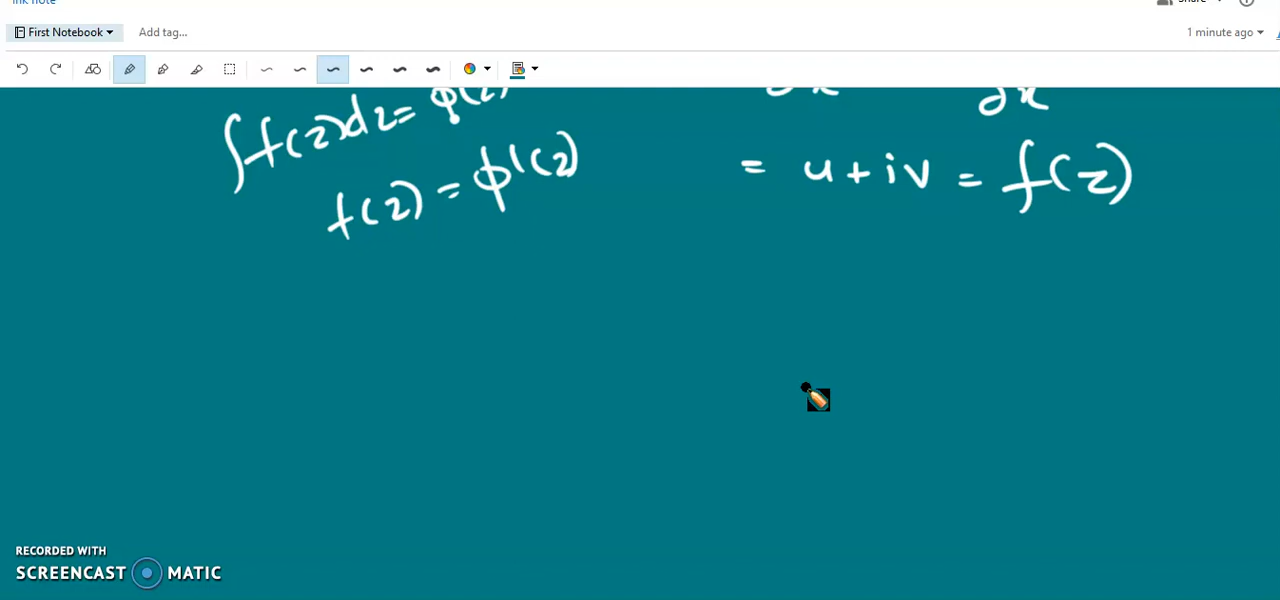 Ink note
Share
First Notebook
Add tag...
1 minute ago
∫f(z)dz = φ(z)
∂x ∂x
f(z) = φ'(z)
= u + iv = f(z)
RECORDED WITH
SCREENCAST MATIC